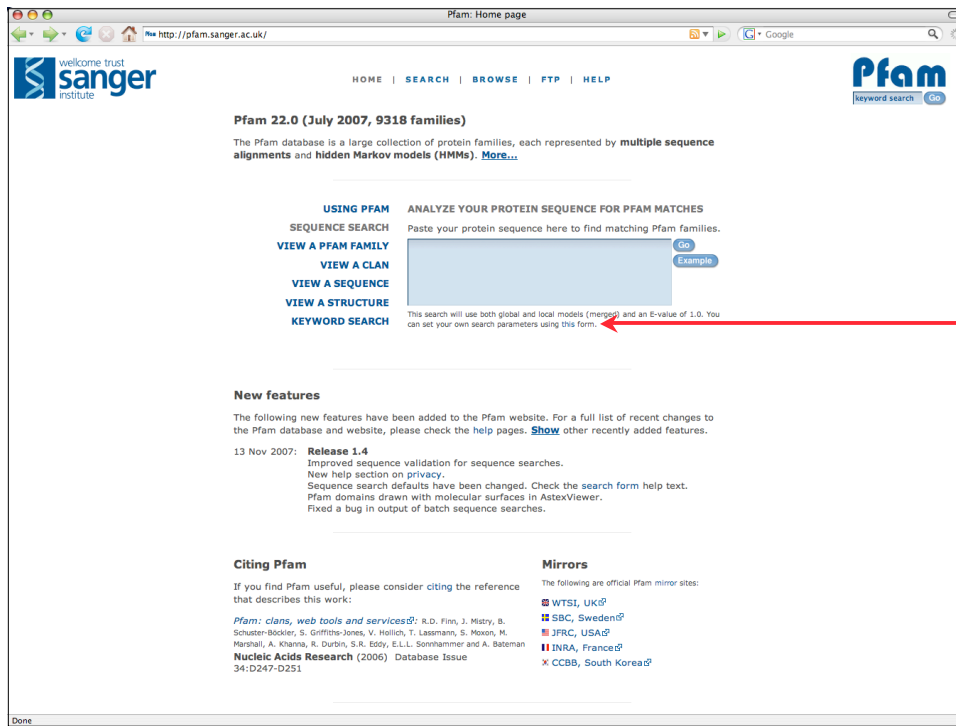 Pfam: Home page
http://pfam.sanger.ac.uk/
G Google
wellcome trust
sanger
institute
HOME | SEARCH | BROWSE | FTP | HELP
Pfam
keyword search Go
Pfam 22.0 (July 2007, 9318 families)
The Pfam database is a large collection of protein families, each represented by multiple sequence
alignments and hidden Markov models (HMMs). More...
USING PFAM
SEQUENCE SEARCH
VIEW A PFAM FAMILY
VIEW A CLAN
VIEW A SEQUENCE
VIEW A STRUCTURE
KEYWORD SEARCH
ANALYZE YOUR PROTEIN SEQUENCE FOR PFAM MATCHES
Paste your protein sequence here to find matching Pfam families.
Go
Example
This search will use both global and local models (merged) and an E-value of 1.0. You
can set your own search parameters using this form.
New features
The following new features have been added to the Pfam website. For a full list of recent changes to
the Pfam database and website, please check the help pages. Show other recently added features.
13 Nov 2007: Release 1.4
Improved sequence validation for sequence searches.
New help section on privacy.
Sequence search defaults have been changed. Check the search form help text.
Pfam domains drawn with molecular surfaces in AstexViewer.
Fixed a bug in output of batch sequence searches.
Citing Pfam
If you find Pfam useful, please consider citing the reference
that describes this work:
Pfam: clans, web tools and services: R.D. Finn, J. Mistry, B.
Schuster-Böckler, S. Griffiths-Jones, V. Hollich, T. Lassmann, S. Moxon, M.
Marshall, A. Khanna, R. Durbin, S.R. Eddy, E.L.L. Sonnhammer and A. Bateman
Nucleic Acids Research (2006) Database Issue
34:D247-D251
Mirrors
The following are official Pfam mirror sites:
WTSI, UK
SBC, Sweden
JFRC, USA
INRA, France
CCBB, South Korea
Done